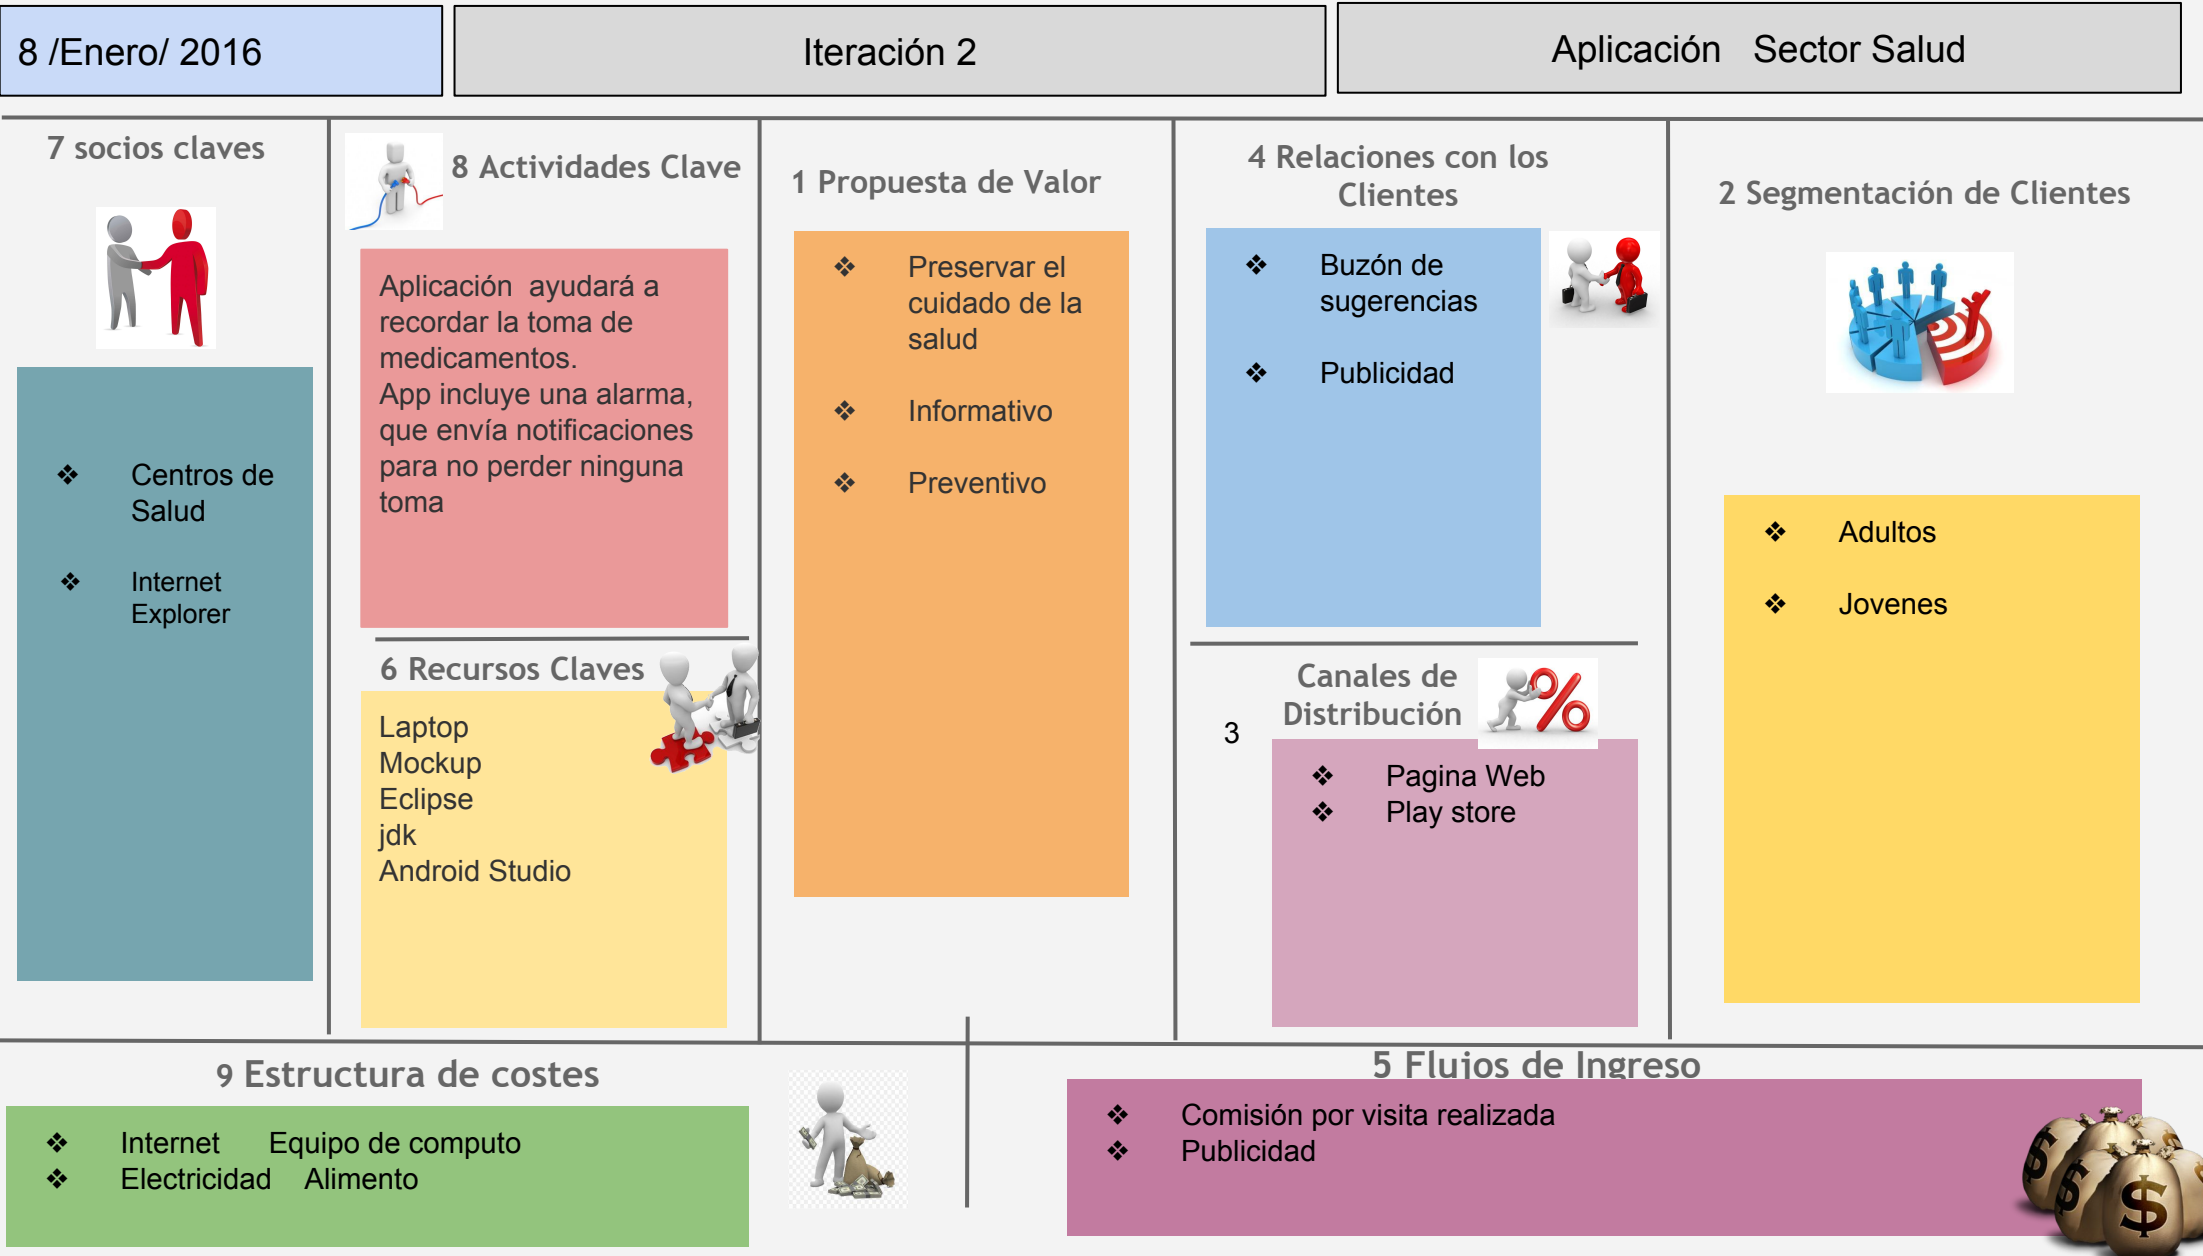 8 /Enero/ 2016
Iteración 2
Aplicación Sector Salud
7 socios claves
❖ Centros de
Salud
❖ Internet
Explorer
8 Actividades Clave
Aplicación ayudará a
recordar la toma de
medicamentos.
App incluye una alarma,
que envía notificaciones
para no perder ninguna
toma
6 Recursos Claves
Laptop
Mockup
Eclipse
jdk
Android Studio
1 Propuesta de Valor
❖ Preservar el
cuidado de la
salud
❖ Informativo
❖ Preventivo
4 Relaciones con los
Clientes
❖ Buzón de
sugerencias
❖ Publicidad
Canales de
Distribución
3
❖ Pagina Web
❖ Play store
2 Segmentación de Clientes
❖ Adultos
❖ Jovenes
9 Estructura de costes
❖ Internet Equipo de computo
❖ Electricidad Alimento
5 Flujos de Ingreso
❖ Comisión por visita realizada
❖ Publicidad